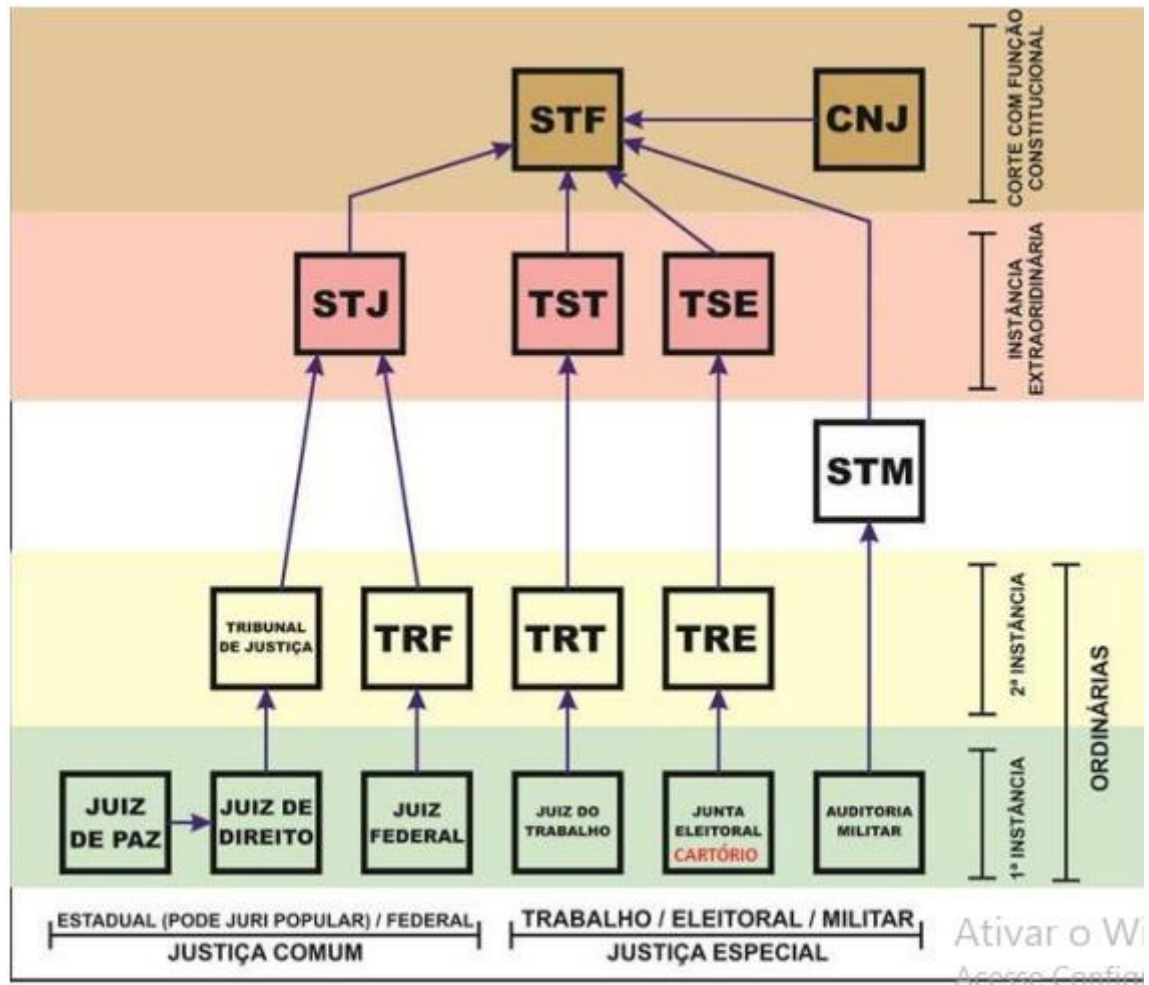 STF
CNJ
CORTE COM FUNÇÃO
CONSTITUCIONAL
STJ
TST
TSE
INSTÂNCIA
EXTRAORIDINÁRIA
STM
TRIBUNAL
DE JUSTIÇA
TRF
TRT
TRE
2ª INSTÂNCIA
ORDINÁRIAS
JUIZ
DE PAZ
JUIZ DE
DIREITO
JUIZ
FEDERAL
JUIZ DO
TRABALHO
JUNTA
ELEITORAL
CARTÓRIO
AUDITORIA
MILITAR
1ª INSTÂNCIA
ESTADUAL (PODE JURI POPULAR) / FEDERAL
JUSTIÇA COMUM
TRABALHO / ELEITORAL / MILITAR
JUSTIÇA ESPECIAL
Ativar o Wi